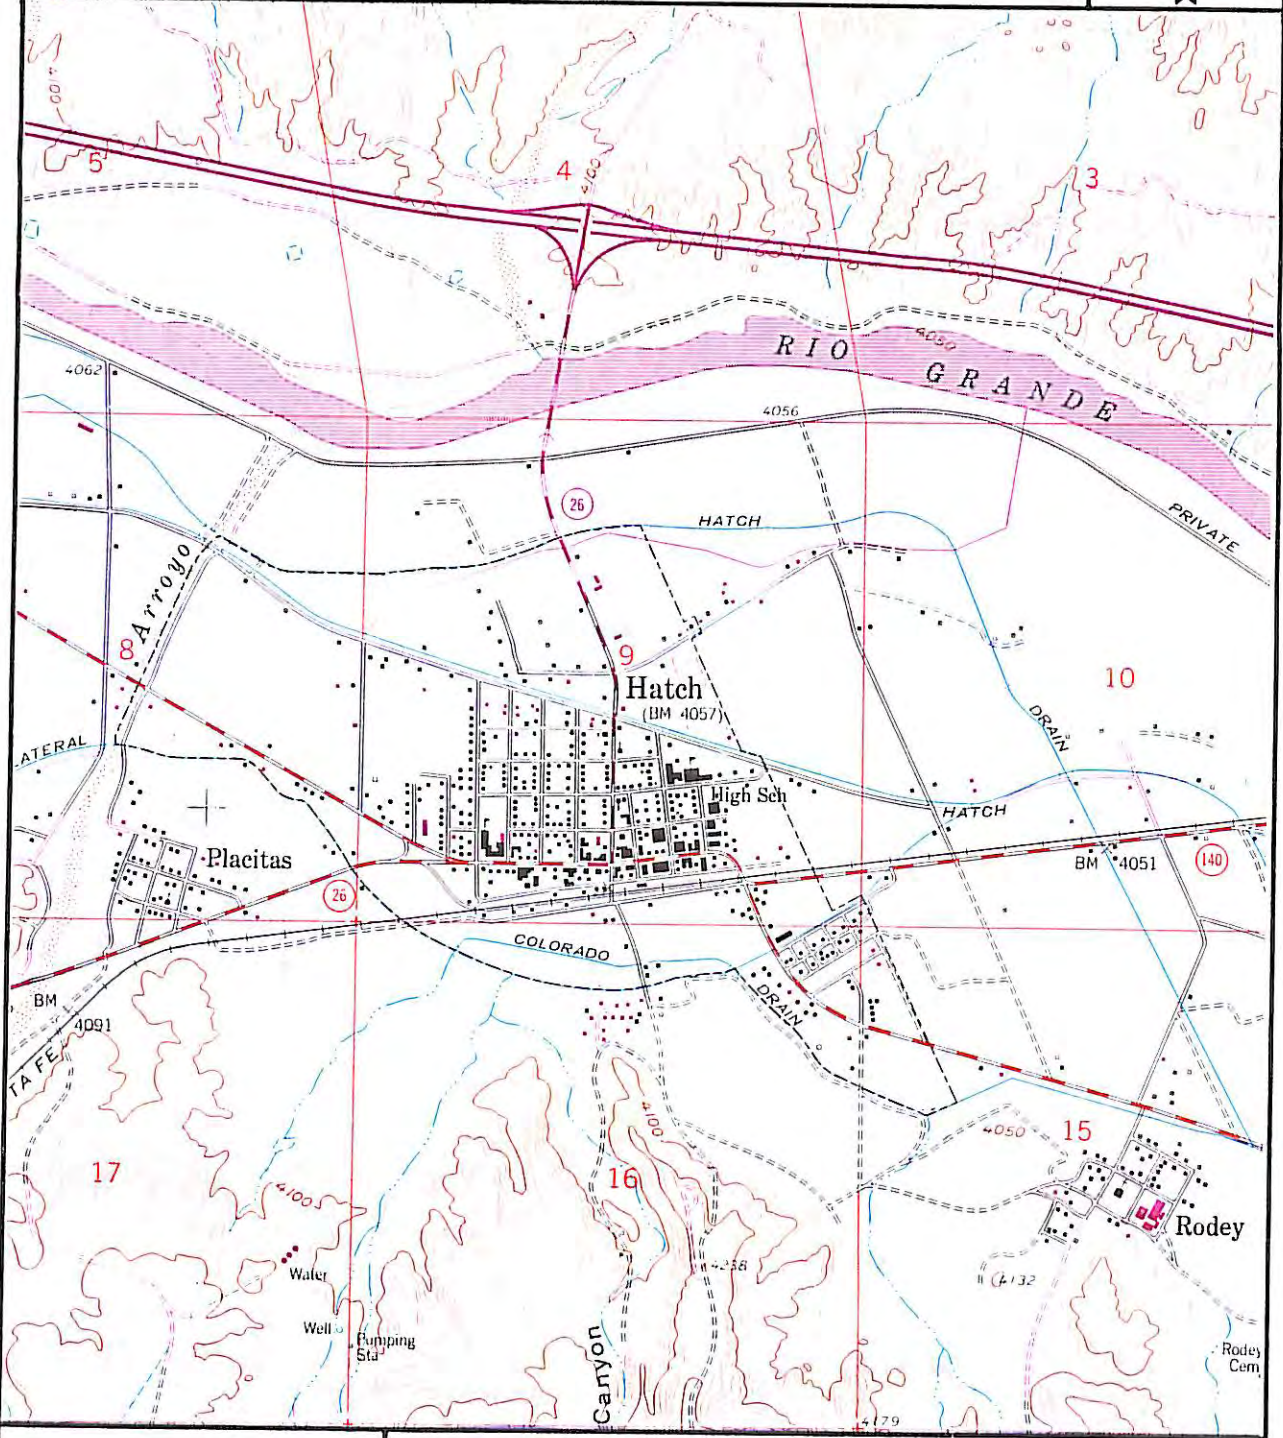 4100
5
4
4100
3
RIO GRANDE
4050
4062
4056
26
HATCH
PRIVATE
Arroyo
8
9
Hatch
(BM 4057)
10
DRAIN
ATERAL
High Sch
HATCH
Placitas
BM 4051
140
26
COLORADO
BM
4091
DRAIN
TA FE
4100
4050
15
17
16
4100
Rodey
Water
4132
Well
Pumping
Sta
Canyon
Rodey
Cem
4179